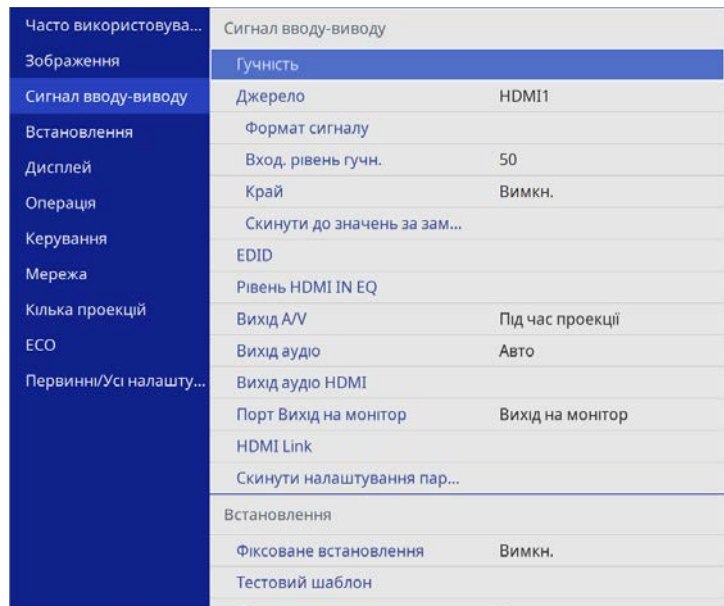 Часто використовува...
Зображення
Сигнал вводу-виводу
Встановлення
Дисплей
Операція
Керування
Мережа
Кілька проекцій
ECO
Первинні/Усі налашту...
Сигнал вводу-виводу
Гучність
Джерело HDMI1
Формат сигналу
Вход. рівень гучн. 50
Край Вимкн.
Скинути до значень за зам...
EDID
Рівень HDMI IN EQ
Вихід A/V Під час проекції
Вихід аудіо Авто
Вихід аудіо HDMI
Порт Вихід на монітор Вихід на монітор
HDMI Link
Скинути налаштування пар...
Встановлення
Фіксоване встановлення Вимкн.
Тестовий шаблон